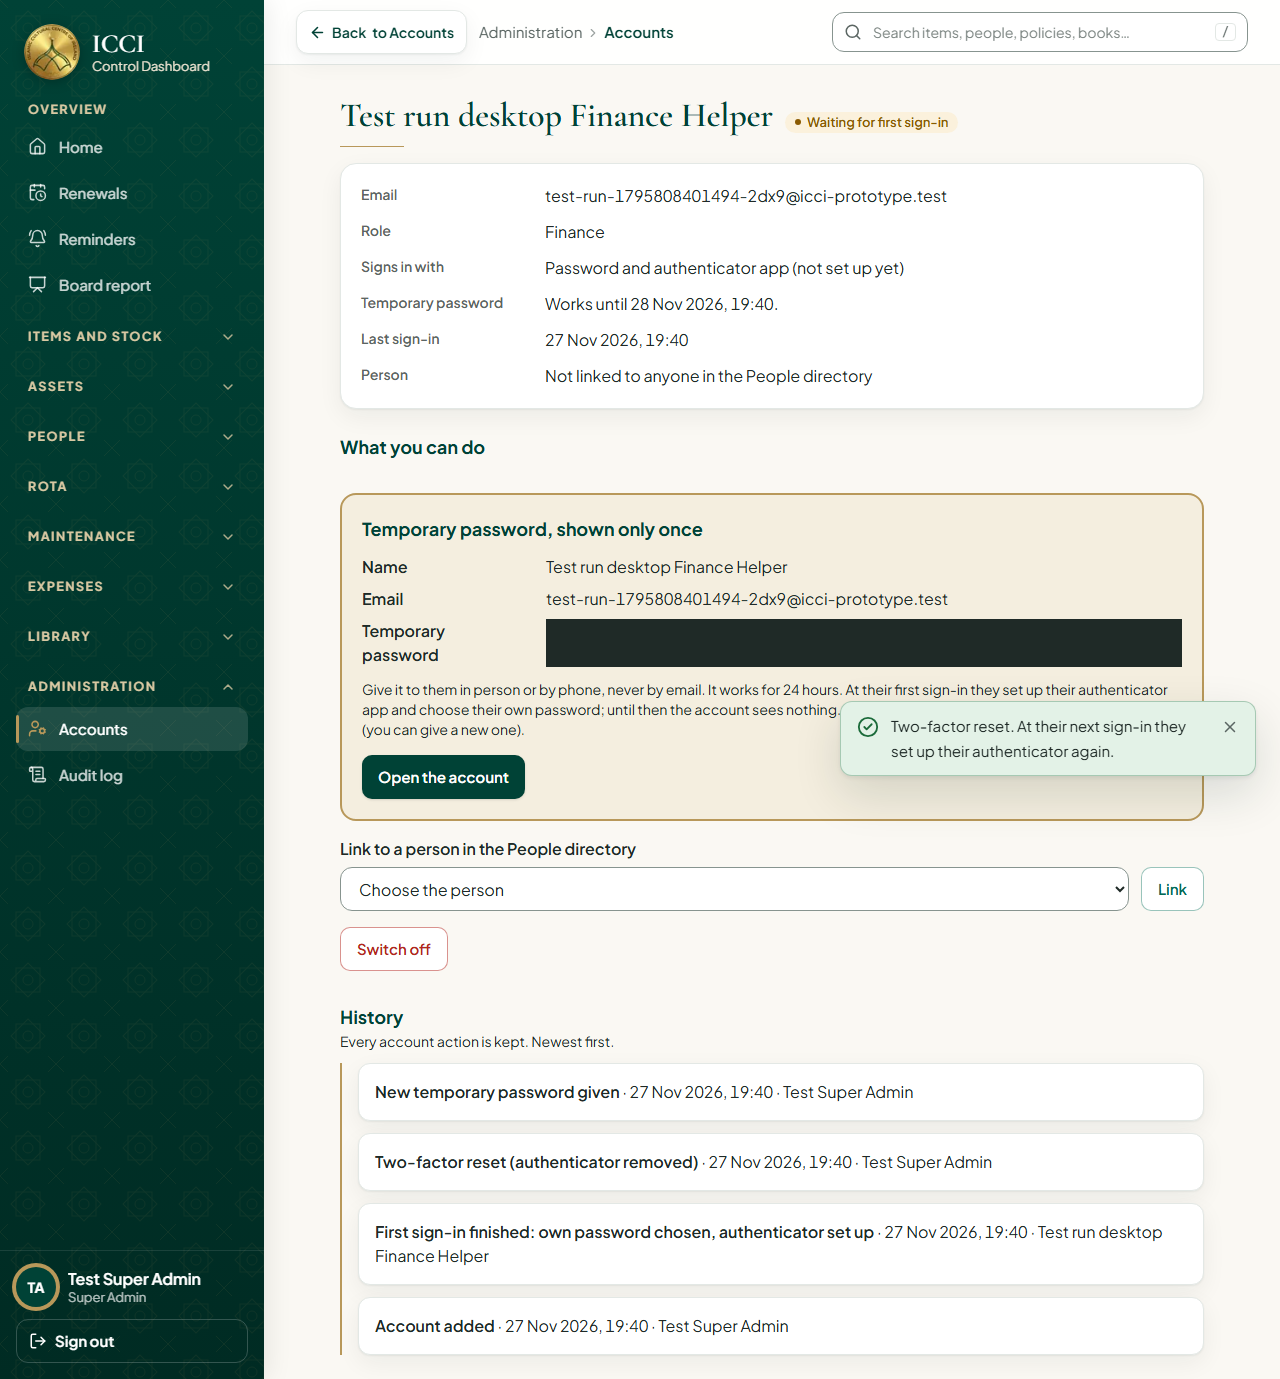 ICCI
Control Dashboard
OVERVIEW
Home
Renewals
Reminders
Board report
ITEMS AND STOCK
ASSETS
PEOPLE
ROTA
MAINTENANCE
EXPENSES
LIBRARY
ADMINISTRATION
Accounts
Audit log
TA
Test Super Admin
Super Admin
Sign out
Back to Accounts
Administration > Accounts
Search items, people, policies, books...
/
Test run desktop Finance Helper
Waiting for first sign-in
Email
test-run-1795808401494-2dx9@icci-prototype.test
Role
Finance
Signs in with
Password and authenticator app (not set up yet)
Temporary password
Works until 28 Nov 2026, 19:40.
Last sign-in
27 Nov 2026, 19:40
Person
Not linked to anyone in the People directory
What you can do
Temporary password, shown only once
Name
Test run desktop Finance Helper
Email
test-run-1795808401494-2dx9@icci-prototype.test
Temporary
password
Give it to them in person or by phone, never by email. It works for 24 hours. At their first sign-in they set up their authenticator
app and choose their own password; until then the account sees nothing.
(you can give a new one).
Two-factor reset. At their next sign-in they
set up their authenticator again.
Open the account
Link to a person in the People directory
Choose the person
Link
Switch off
History
Every account action is kept. Newest first.
New temporary password given · 27 Nov 2026, 19:40 · Test Super Admin
Two-factor reset (authenticator removed) · 27 Nov 2026, 19:40 · Test Super Admin
First sign-in finished: own password chosen, authenticator set up · 27 Nov 2026, 19:40 · Test run desktop
Finance Helper
Account added · 27 Nov 2026, 19:40 · Test Super Admin